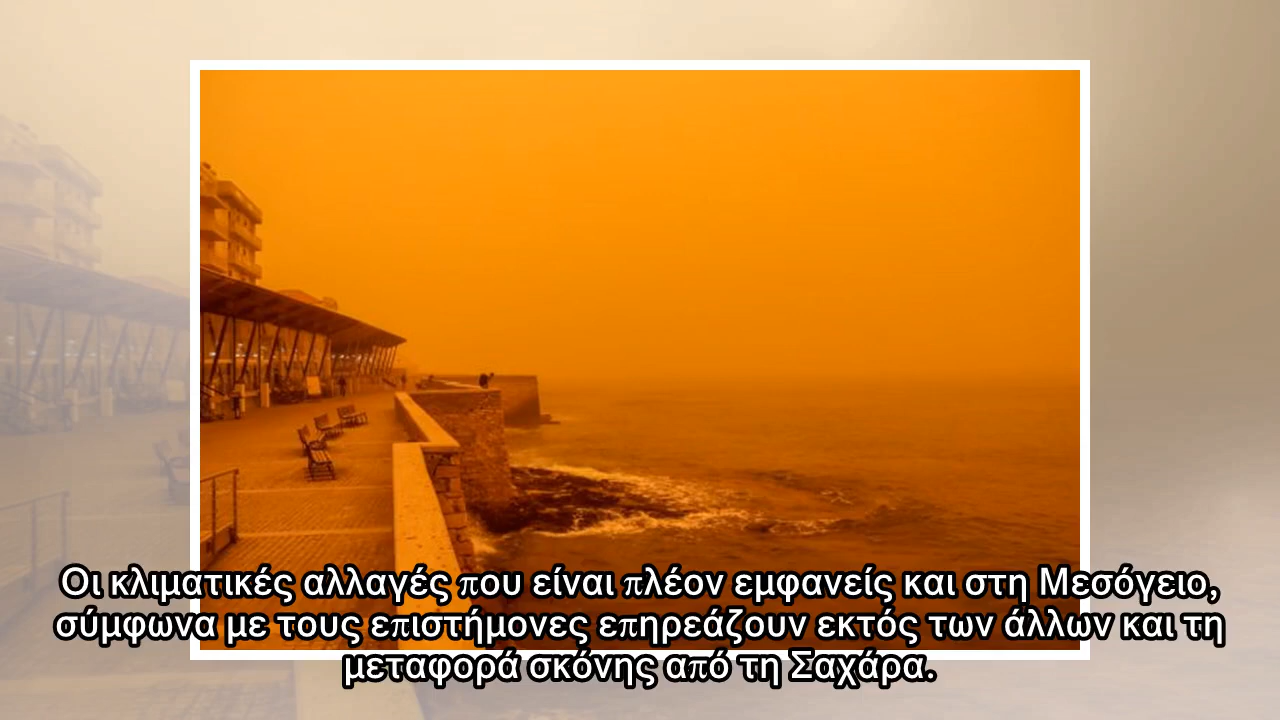 Οι κλιματικές αλλαγές που είναι πλέον εμφανείς και στη Μεσόγειο,
σύμφωνα με τους επιστήμονες επηρεάζουν εκτός των άλλων και τη
μεταφορά σκόνης από τη Σαχάρα.